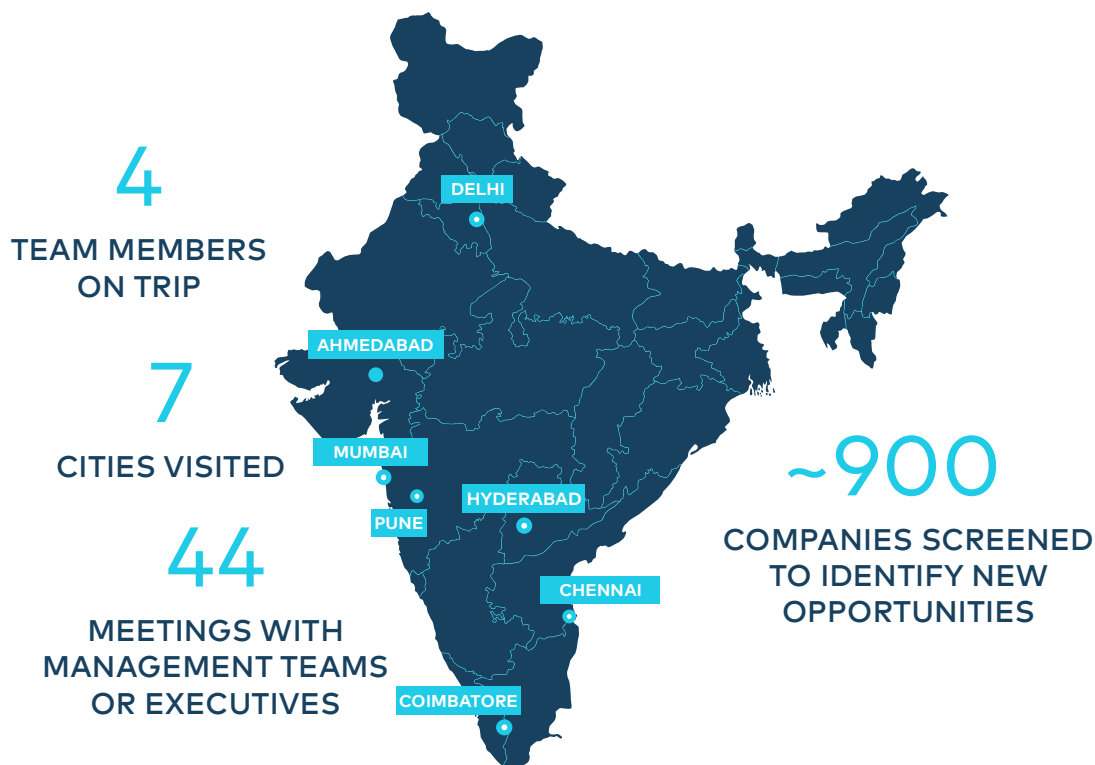 4
TEAM MEMBERS
ON TRIP
7
CITIES VISITED
44
MEETINGS WITH
MANAGEMENT TEAMS
OR EXECUTIVES
DELHI
AHMEDABAD
MUMBAI
PUNE
HYDERABAD
CHENNAI
COIMBATORE
~900
COMPANIES SCREENED
TO IDENTIFY NEW
OPPORTUNITIES